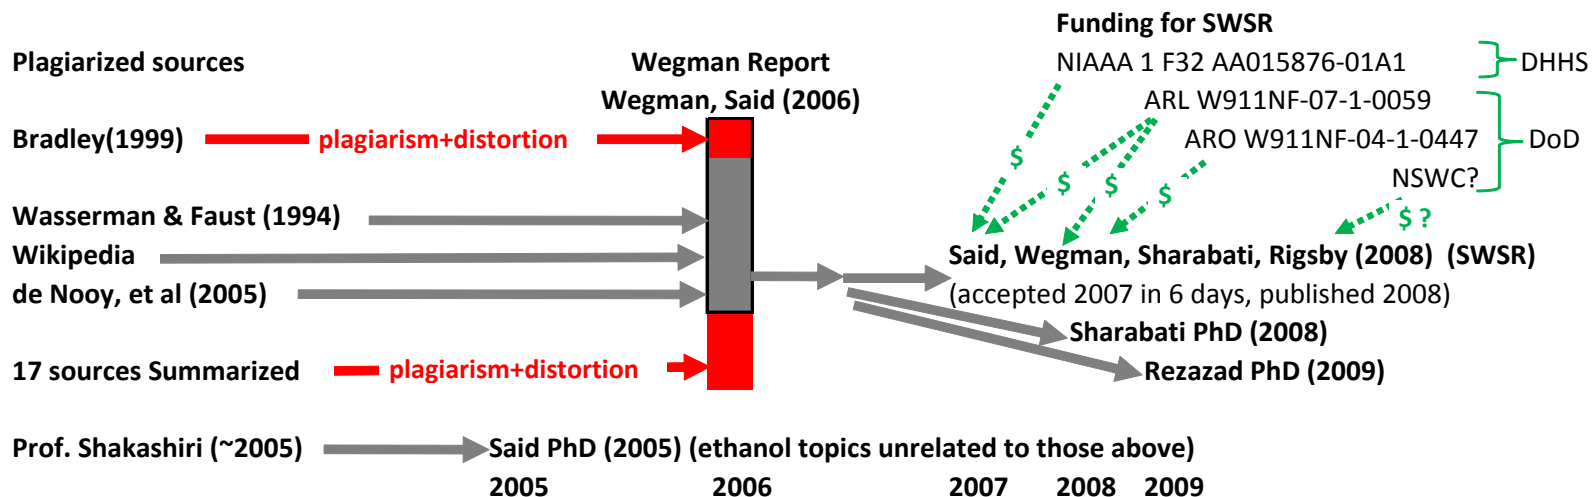 Funding for SWSR
Plagiarized sources
Wegman Report
NIAAA 1 F32 AA015876-01A1
DHHS
Wegman, Said (2006)
ARL W911NF-07-1-0059
Bradley(1999)
plagiarism+distortion
ARO W911NF-04-1-0447
DoD
$
NSWC?
$
$
$
Wasserman & Faust (1994)
$ ?
Wikipedia
Said, Wegman, Sharabati, Rigsby (2008) (SWSR)
de Nooy, et al (2005)
(accepted 2007 in 6 days, published 2008)
Sharabati PhD (2008)
17 sources Summarized
plagiarism+distortion
Rezazad PhD (2009)
Prof. Shakashiri (~2005)
Said PhD (2005) (ethanol topics unrelated to those above)
2005 2006 2007 2008 2009